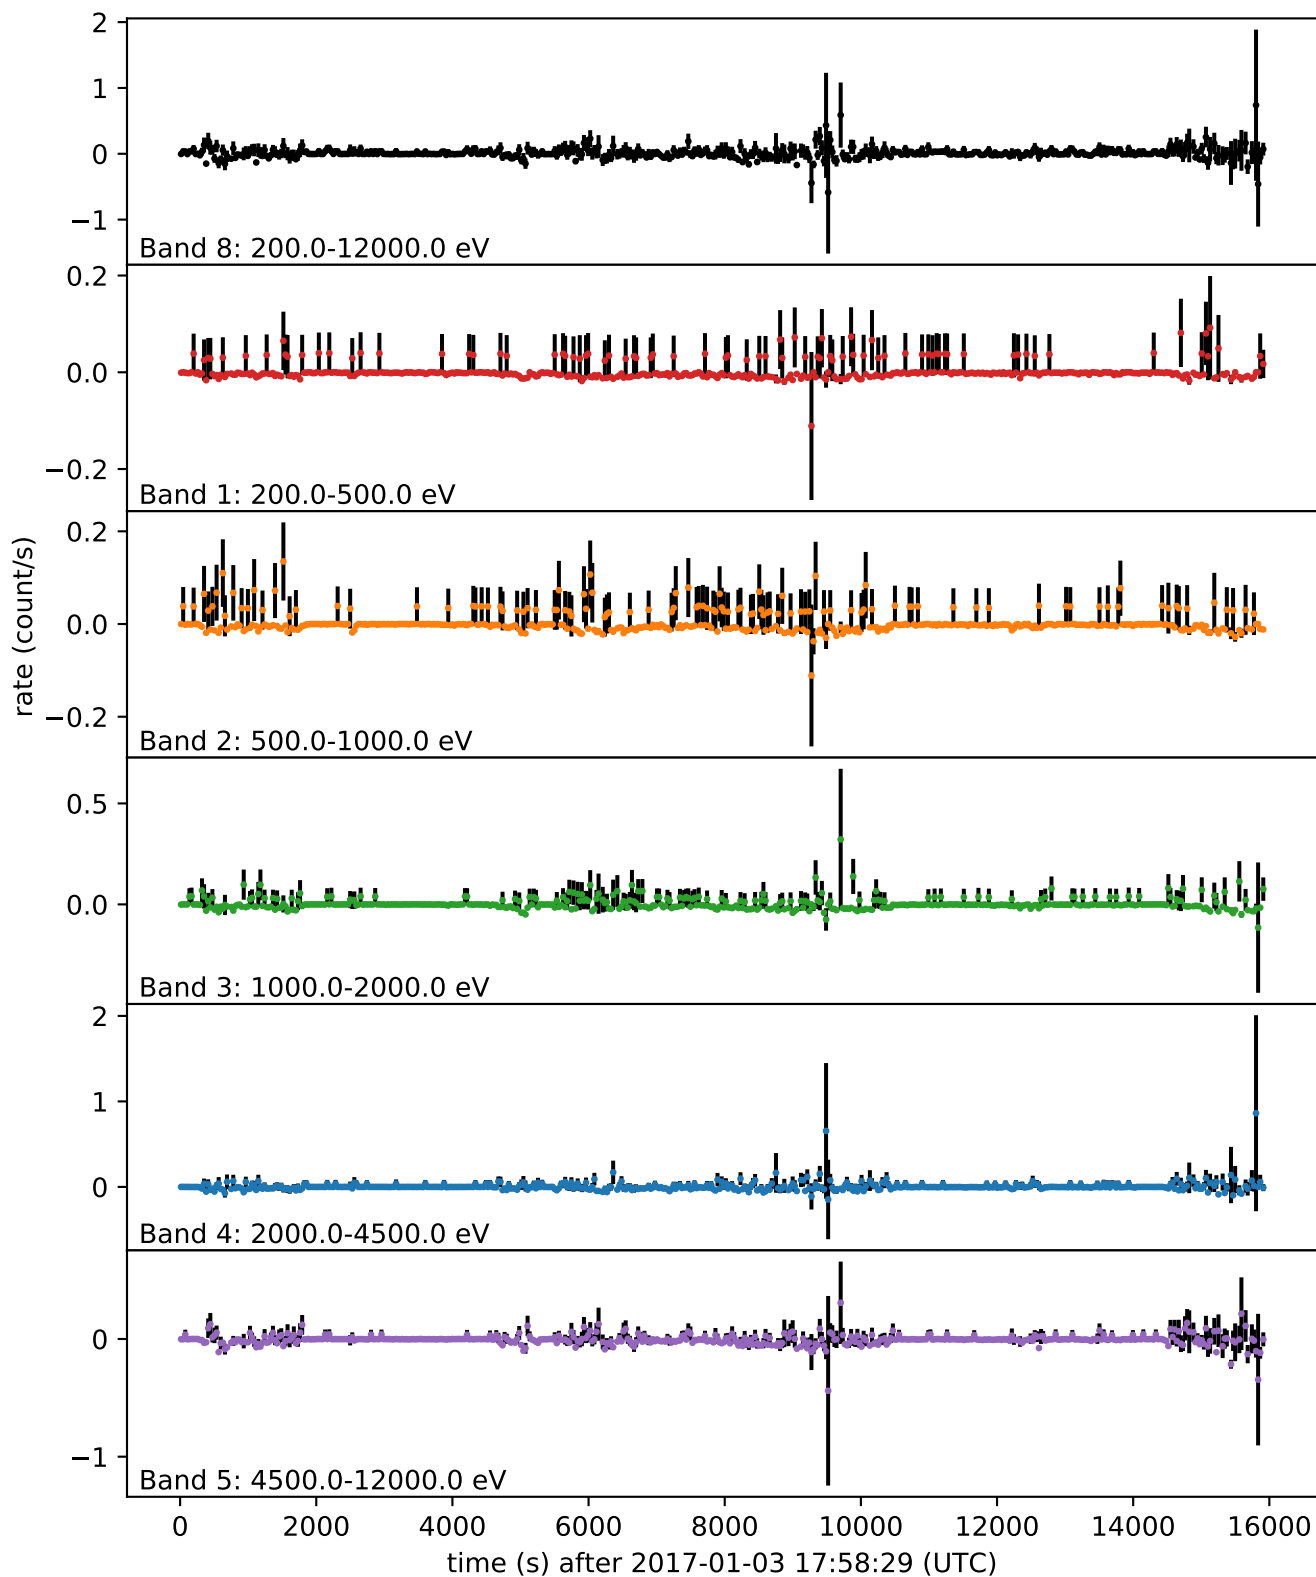 2
1
0
−1
Band 8: 200.0-12000.0 eV
0.2
0.0
−0.2
Band 1: 200.0-500.0 eV
0.2
0.0
−0.2
Band 2: 500.0-1000.0 eV
rate (count/s)
0.5
0.0
Band 3: 1000.0-2000.0 eV
2
1
0
Band 4: 2000.0-4500.0 eV
0
−1
Band 5: 4500.0-12000.0 eV
0 2000 4000 6000 8000 10000 12000 14000 16000
time (s) after 2017-01-03 17:58:29 (UTC)